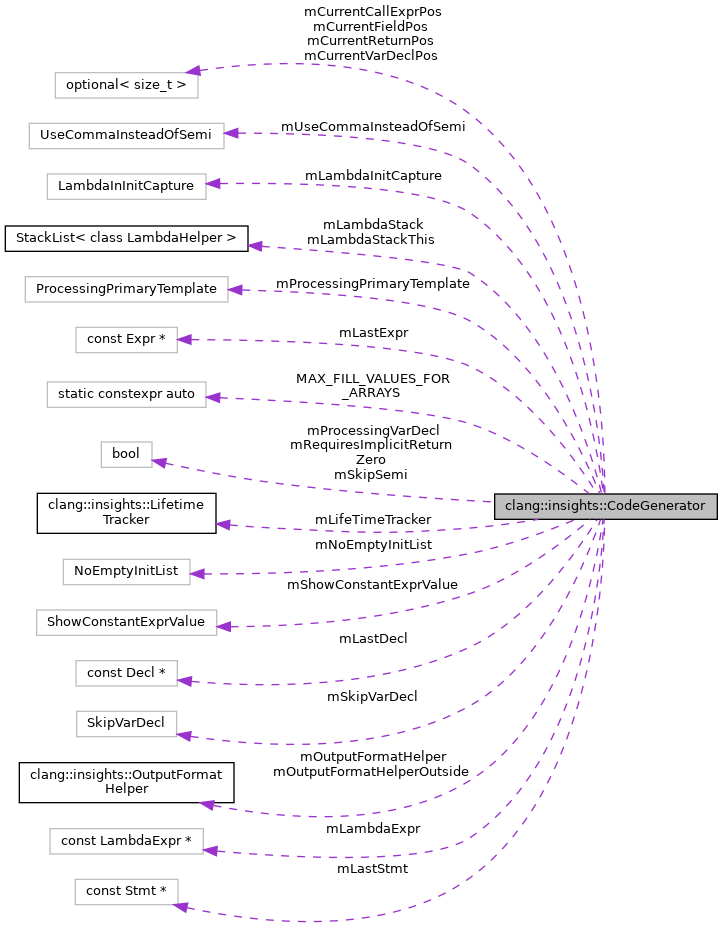 mCurrentCallExprPos
mCurrentFieldPos
mCurrentReturnPos
mCurrentVarDeclPos
optional< size_t >
mUseCommaInsteadOfSemi
UseCommaInsteadOfSemi
mLambdaInitCapture
LambdaInInitCapture
mLambdaStack
mLambdaStackThis
StackList< class LambdaHelper >
mProcessingPrimaryTemplate
ProcessingPrimaryTemplate
mLastExpr
const Expr *
MAX_FILL_VALUES_FOR
_ARRAYS
static constexpr auto
mProcessingVarDecl
mRequiresImplicitReturn
Zero
mSkipSemi
bool
clang::insights::CodeGenerator
clang::insights::Lifetime
Tracker
mLifeTimeTracker
mNoEmptyInitList
NoEmptyInitList
mShowConstantExprValue
ShowConstantExprValue
mLastDecl
const Decl *
mSkipVarDecl
SkipVarDecl
mOutputFormatHelper
mOutputFormatHelperOutside
clang::insights::OutputFormat
Helper
mLambdaExpr
const LambdaExpr *
mLastStmt
const Stmt *